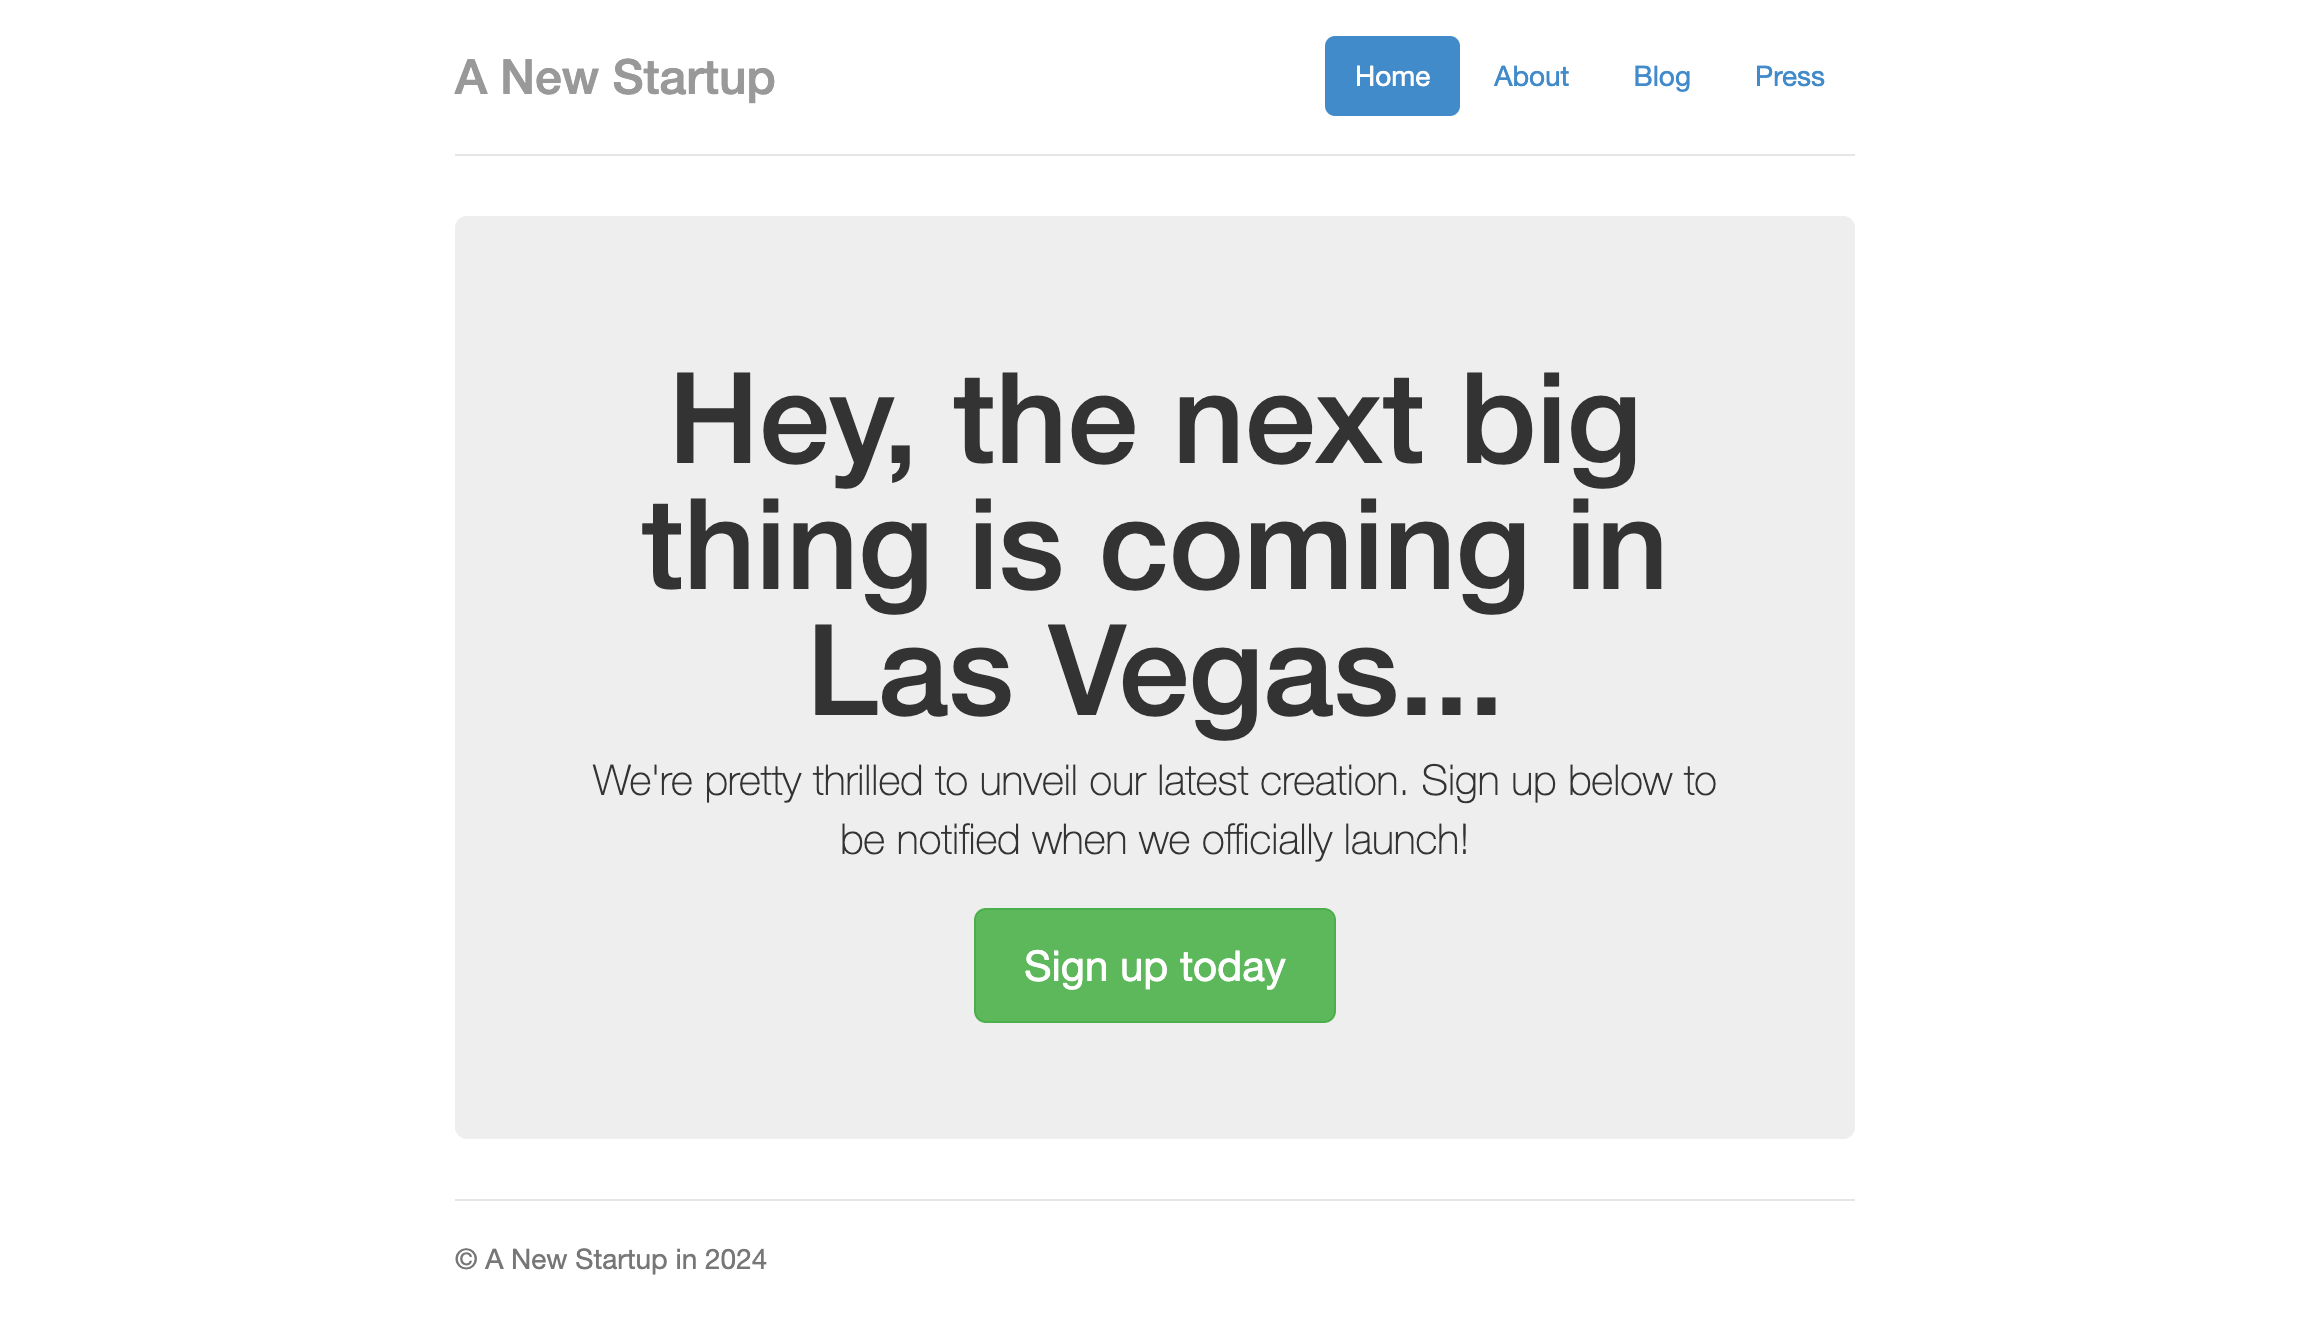 A New Startup
Home
About
Blog
Press
Hey, the next big
thing is coming in
Las Vegas...
We're pretty thrilled to unveil our latest creation. Sign up below to
be notified when we officially launch!
Sign up today
© A New Startup in 2024